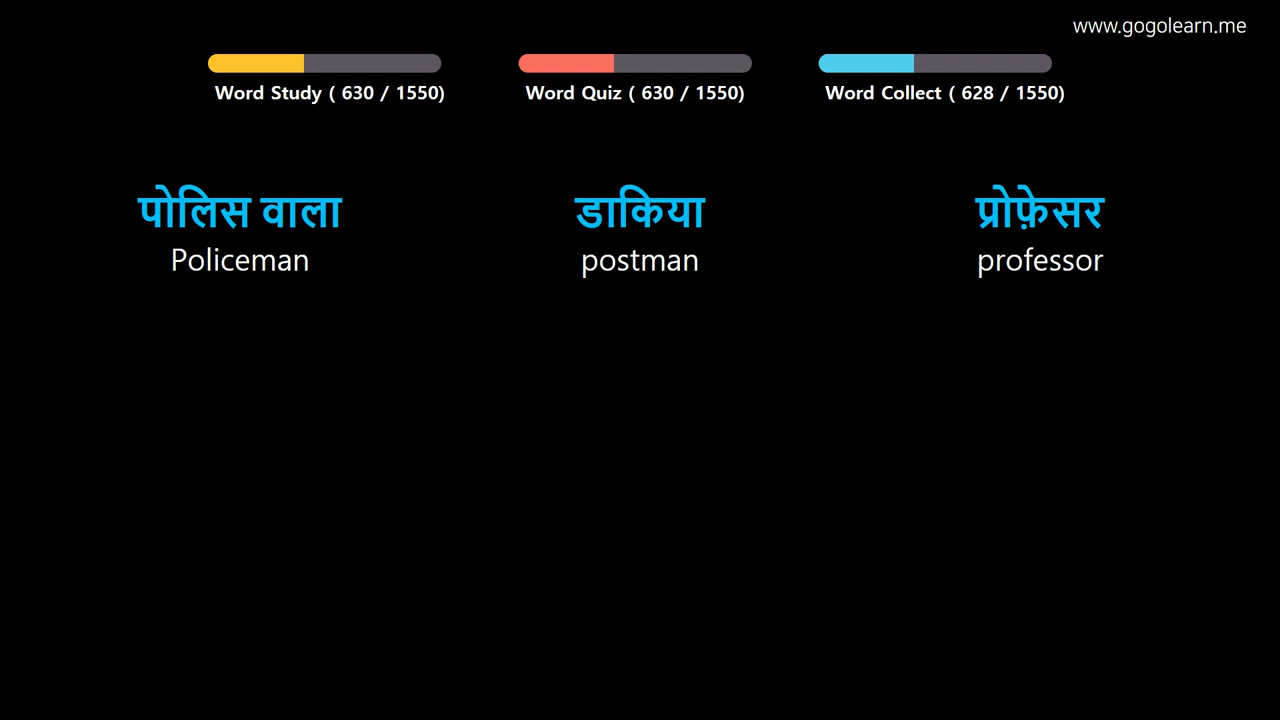 www.gogolearn.me
Word Study ( 630 / 1550)
Word Quiz ( 630 / 1550)
Word Collect ( 628 / 1550)
पोलिस वाला
Policeman
डाकिया
postman
प्रोफ़ेसर
professor